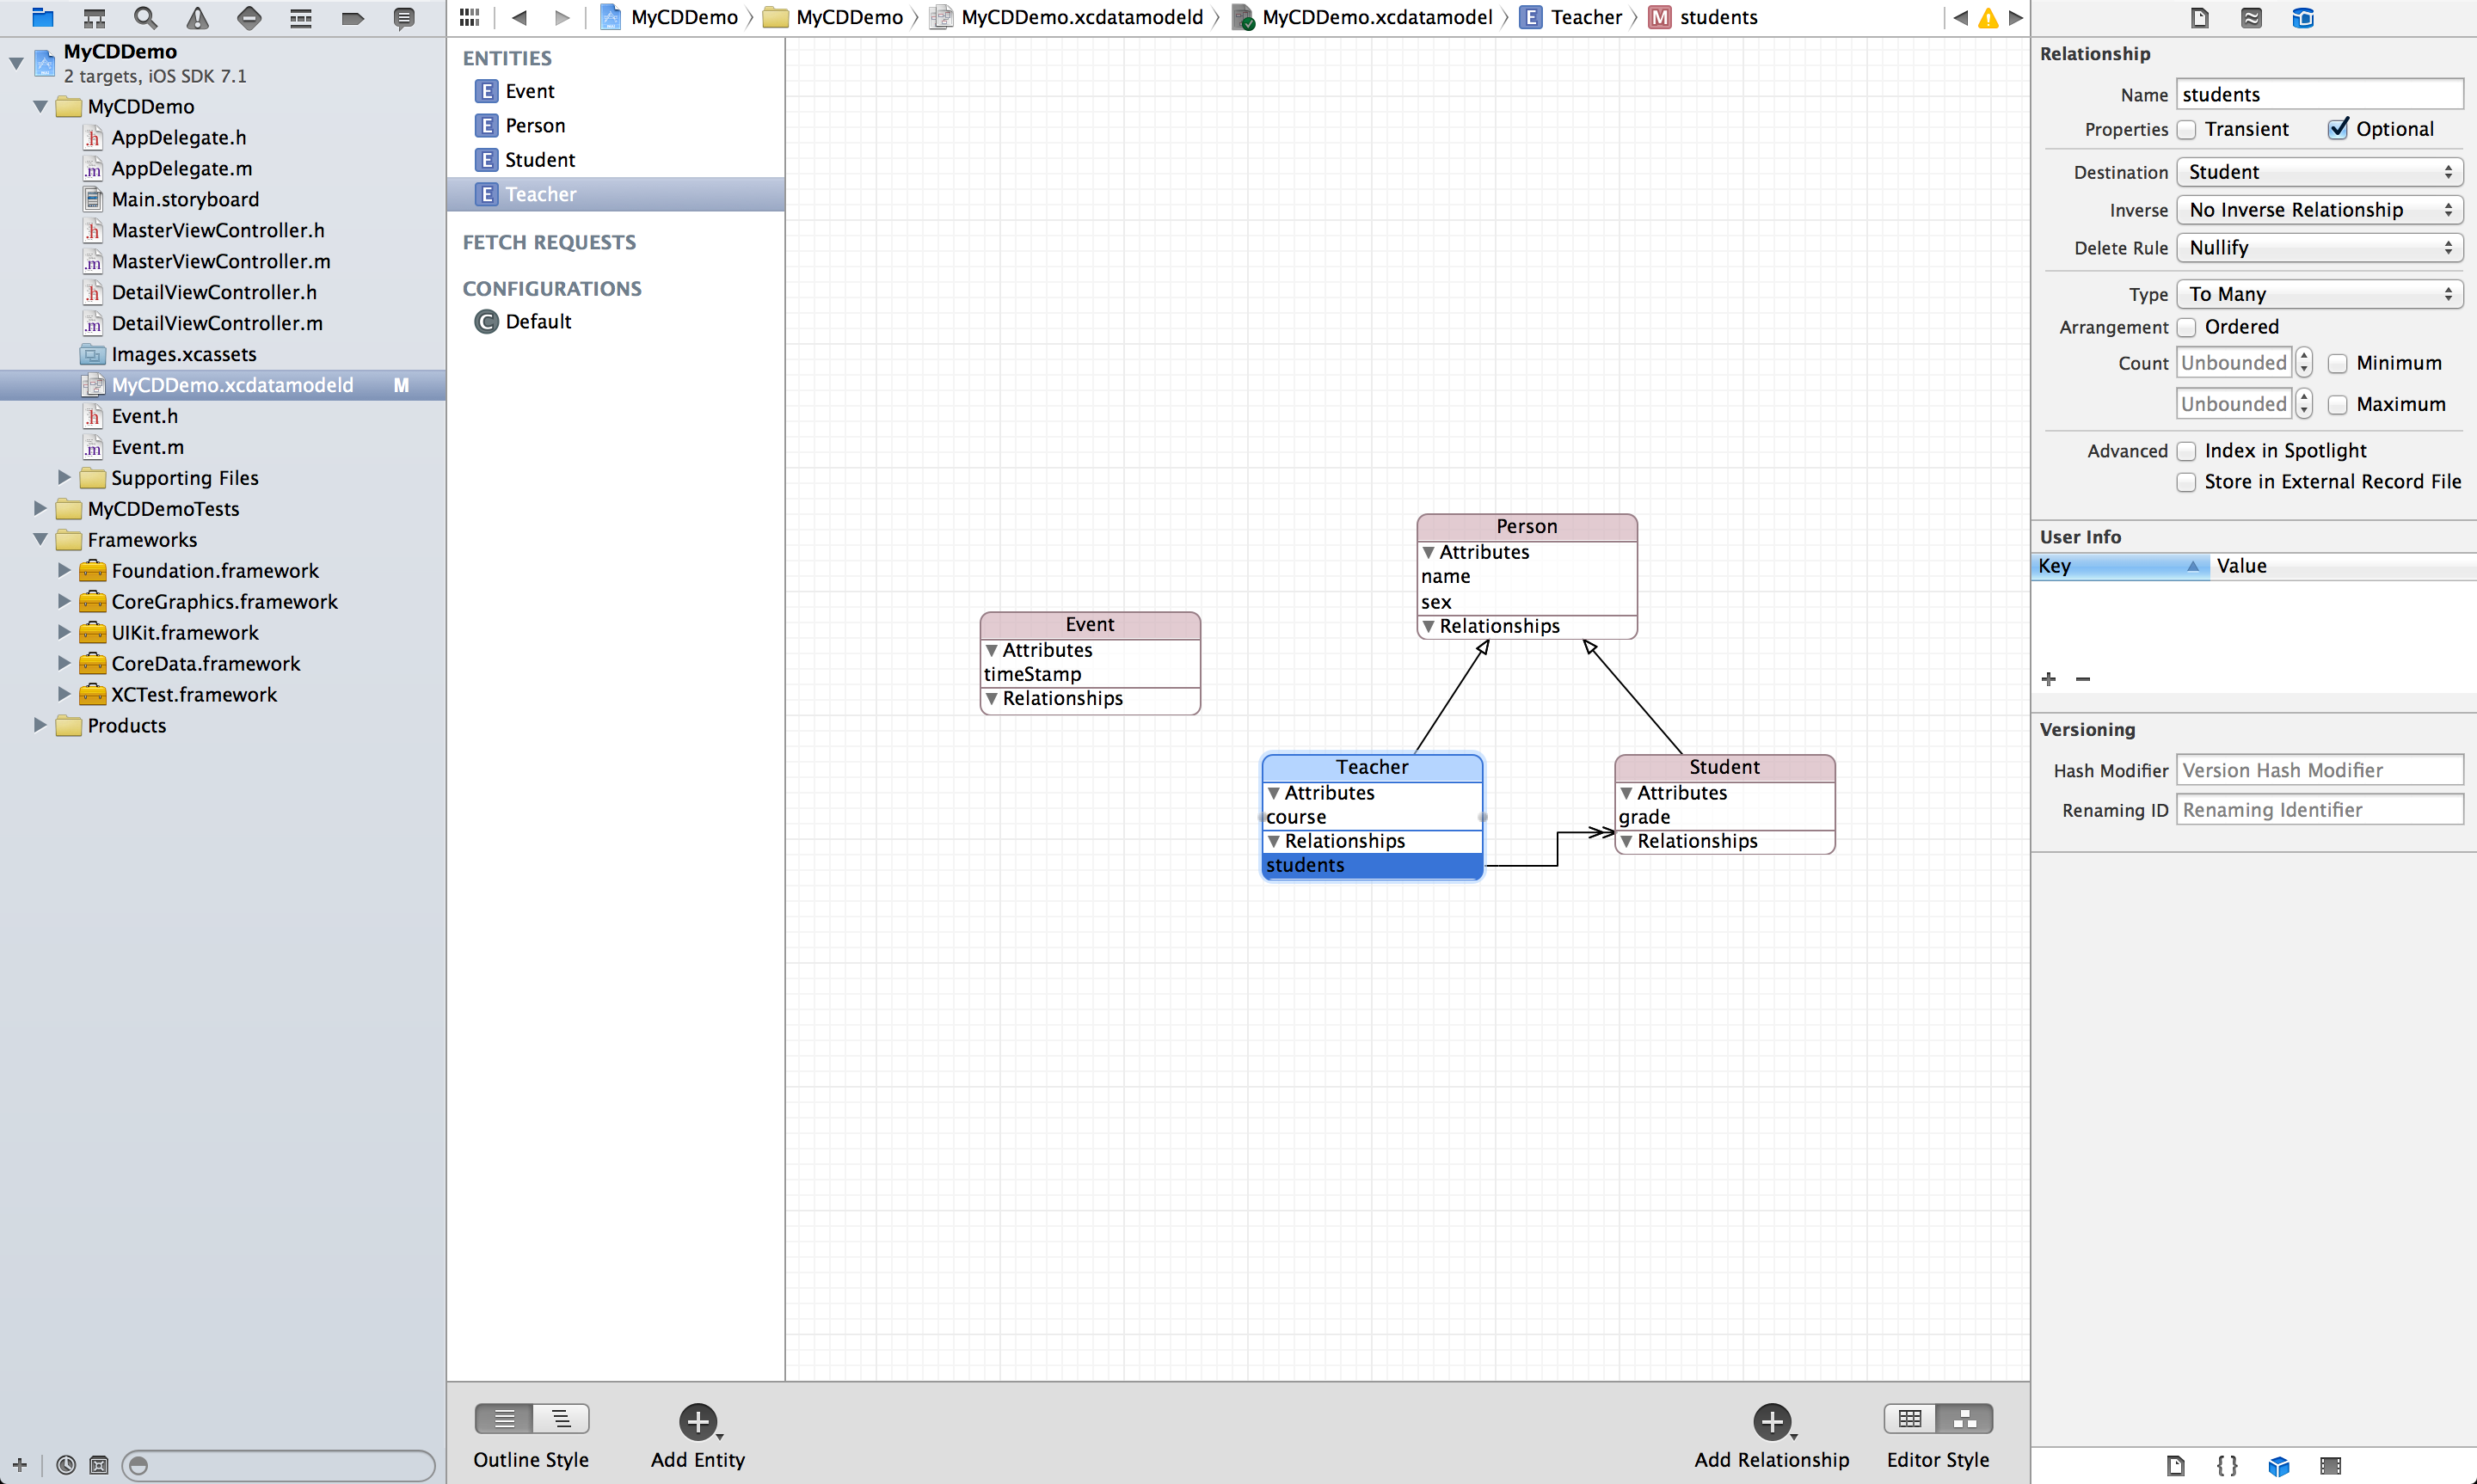 MyCDDemo
2 targets, iOS SDK 7.1
MyCDDemo
AppDelegate.h
AppDelegate.m
Main.storyboard
MasterViewController.h
MasterViewController.m
DetailViewController.h
DetailViewController.m
Images.xcassets
MyCDDemo.xcdatamodeld M
Event.h
Event.m
Supporting Files
MyCDDemoTests
Frameworks
Foundation.framework
CoreGraphics.framework
UIKit.framework
CoreData.framework
XCTest.framework
Products
MyCDDemo MyCDDemo MyCDDemo.xcdatamodeld MyCDDemo.xcdatamodel E Teacher M students
ENTITIES
E Event
E Person
E Student
E Teacher
FETCH REQUESTS
CONFIGURATIONS
C Default
Person
Attributes
name
sex
Relationships
Event
Attributes
timeStamp
Relationships
Teacher
Attributes
course
Relationships
students
Student
Attributes
grade
Relationships
Outline Style
Add Entity
Add Relationship
Editor Style
Relationship
Name students
Properties Transient Optional
Destination Student
Inverse No Inverse Relationship
Delete Rule Nullify
Type To Many
Arrangement Ordered
Count Unbounded Minimum
Unbounded Maximum
Advanced Index in Spotlight
Store in External Record File
User Info
Key Value
Versioning
Hash Modifier Version Hash Modifier
Renaming ID Renaming Identifier